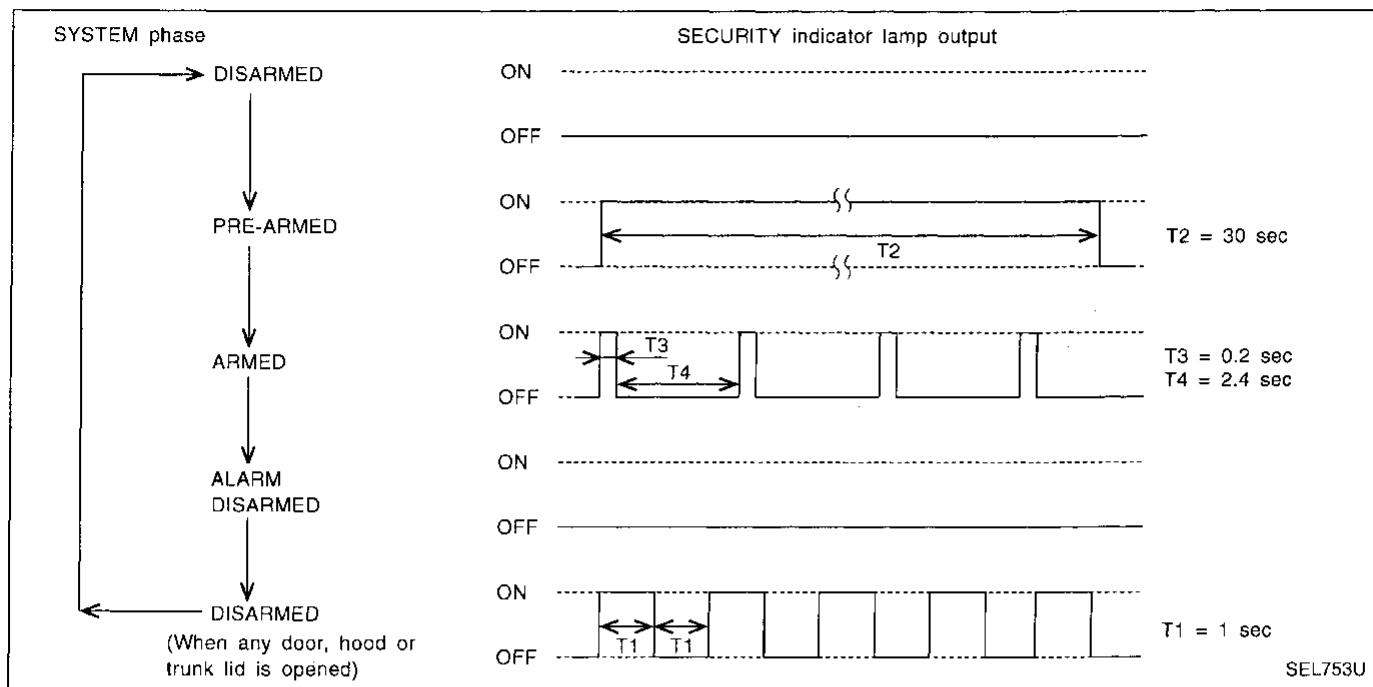 SYSTEM phase
SECURITY indicator lamp output
DISARMED
ON
OFF
PRE-ARMED
ON
OFF
T2
T2 = 30 sec
ARMED
ON
OFF
T3
T4
T3 = 0.2 sec
T4 = 2.4 sec
ALARM
DISARMED
ON
OFF
DISARMED
(When any door, hood or
trunk lid is opened)
ON
OFF
T1 T1
T1 = 1 sec
SEL753U